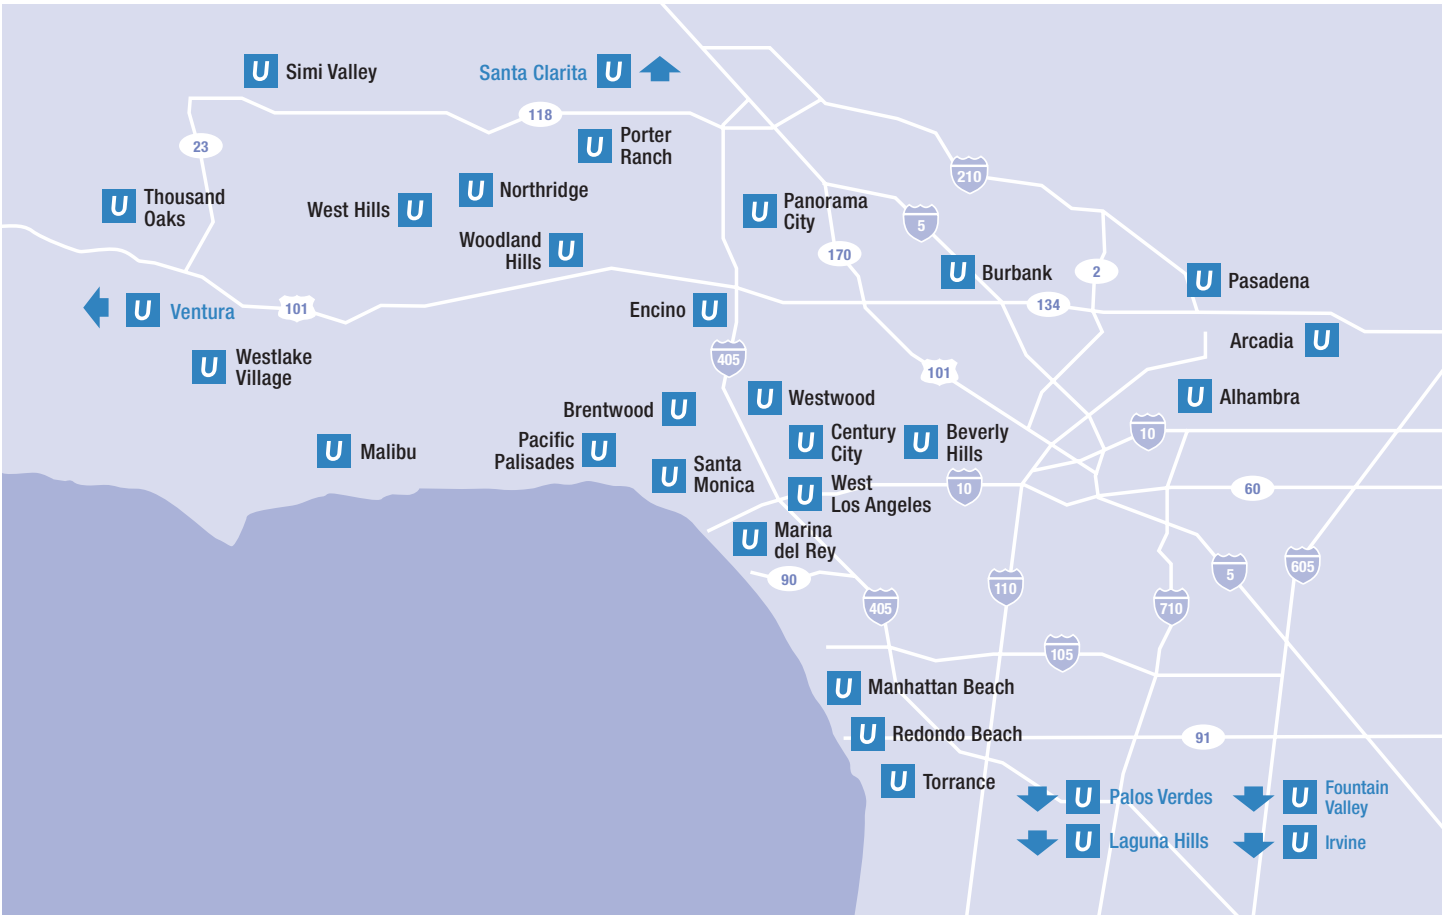 U Simi Valley
Santa Clarita U
118
23
U Porter
Ranch
210
U Northridge
U Thousand
Oaks
West Hills U
U Panorama
City
5
Woodland
Hills U
170
U Burbank
2
U Pasadena
U Ventura
101
Encino U
134
Arcadia U
U Westlake
Village
405
101
U Westwood
U Alhambra
Brentwood U
U Malibu
Pacific
Palisades U
U Century
City
U Beverly
Hills
10
U Santa
Monica
U West
Los Angeles
10
60
U Marina
del Rey
90
405
110
710
5
605
105
U Manhattan Beach
U Redondo Beach
91
U Torrance
U Palos Verdes
U Fountain
Valley
U Laguna Hills
U Irvine